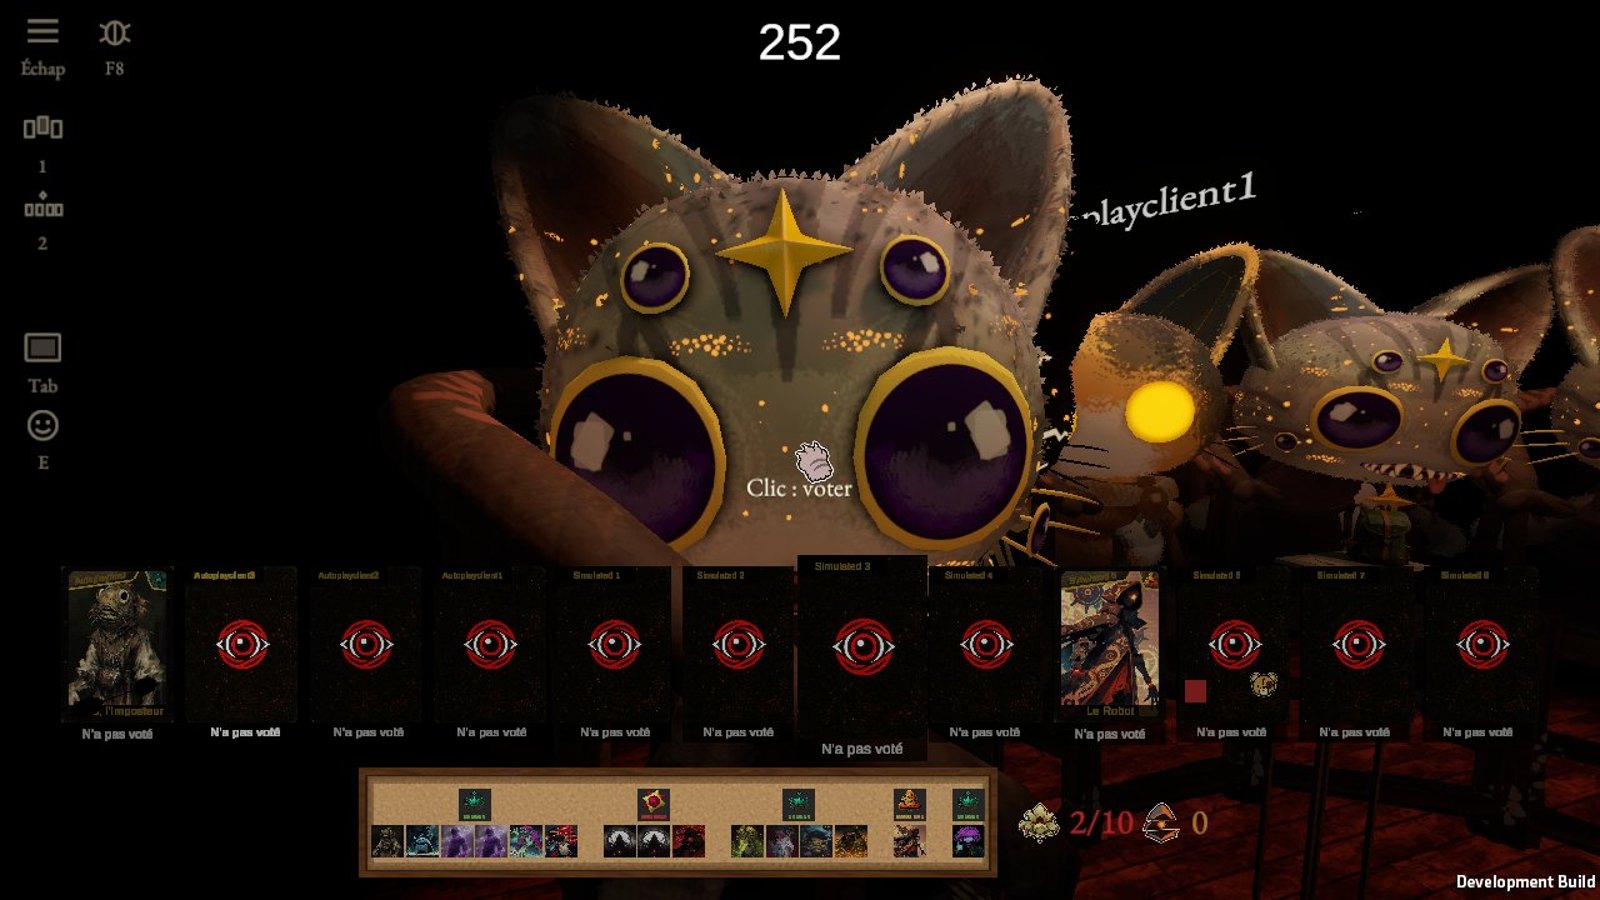 252
Échap
F8
1
2
Tab
E
playclient1
Clic : voter
Autoplayclient3
Autoplayclient2
Autoplayclient1
Simulated 1
Simulated 2
Simulated 3
Simulated 4
Simulated 7
l'Imposteur
Le Robot
N'a pas voté
N'a pas voté
N'a pas voté
N'a pas voté
N'a pas voté
N'a pas voté
N'a pas voté
N'a pas voté
N'a pas voté
N'a pas voté
N'a pas voté
N'a pas voté
2/10
0
Development Build